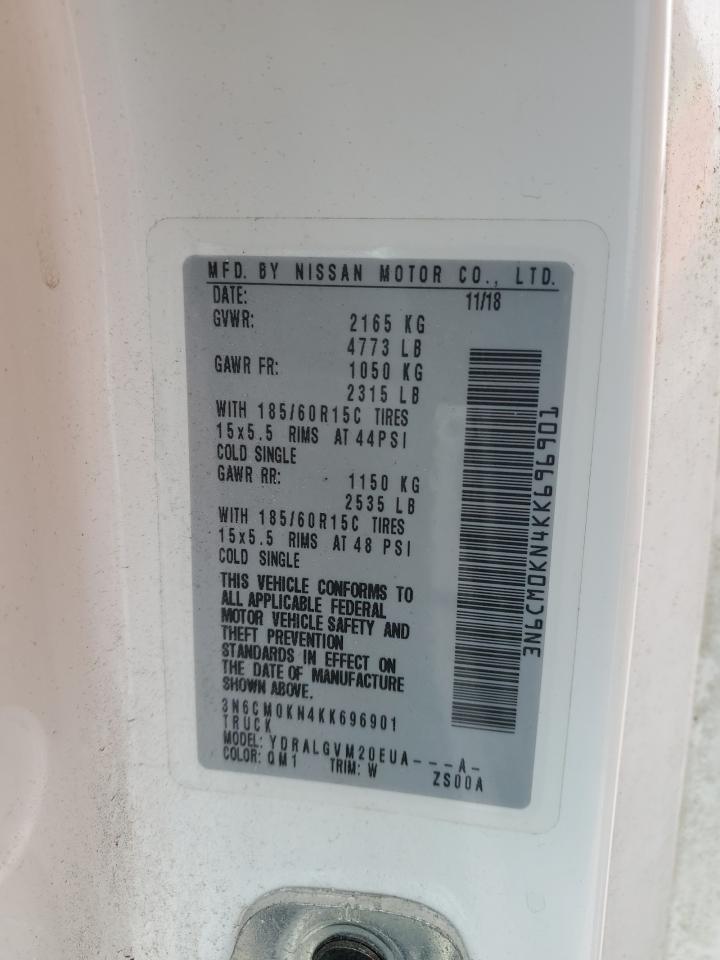 MFD. BY NISSAN MOTOR CO., LTD.
DATE: 11/18
GVWR: 2165 KG
4773 LB
GAWR FR: 1050 KG
2315 LB
WITH 185/60R15C TIRES
15x5.5 RIMS AT 44PSI
COLD SINGLE
GAWR RR: 1150 KG
2535 LB
WITH 185/60R15C TIRES
15x5.5 RIMS AT 48 PSI
COLD SINGLE
THIS VEHICLE CONFORMS TO
ALL APPLICABLE FEDERAL
MOTOR VEHICLE SAFETY AND
THEFT PREVENTION
STANDARDS IN EFFECT ON
THE DATE OF MANUFACTURE
SHOWN ABOVE.
3N6CM0KN4KK696901
TRUCK
MODEL: YDRALGVM20EUA---A-
COLOR: QM1 TRIM: W ZS00A
3N6CM0KN4KK696901